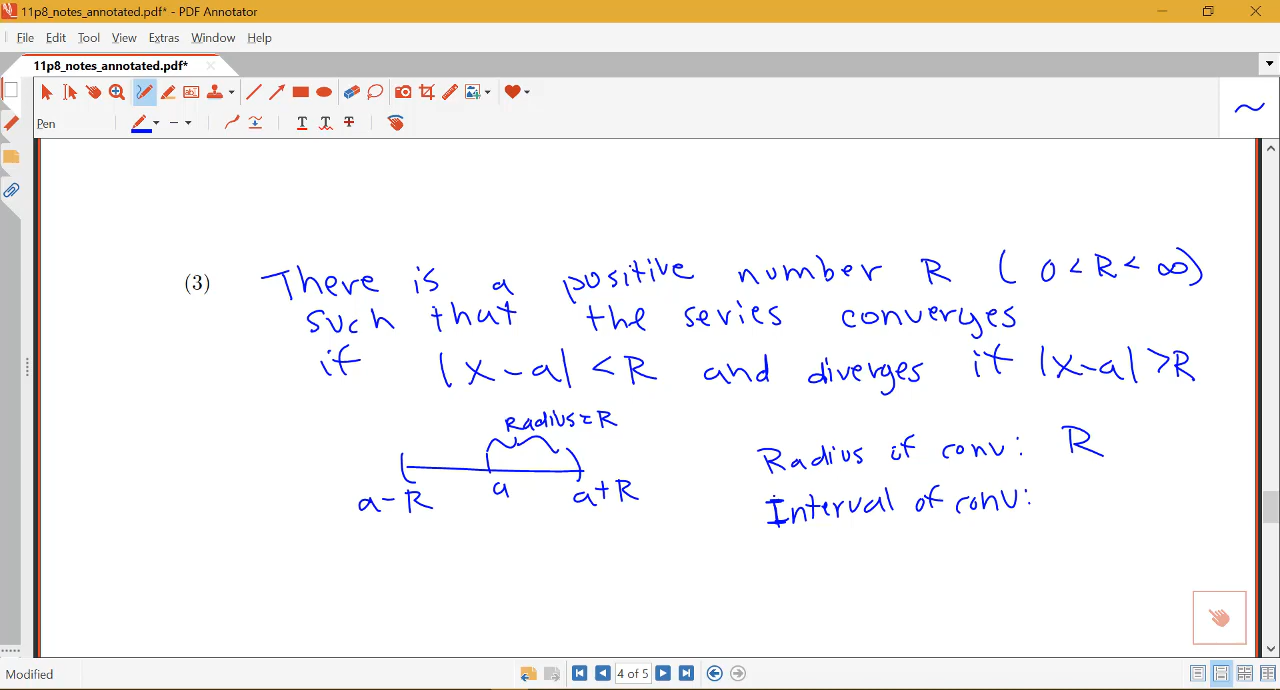 11p8_notes_annotated.pdf* - PDF Annotator
File Edit Tool View Extras Window Help
11p8_notes_annotated.pdf*
Pen
(3) There is a positive number R (0 < R < ∞)
such that the series converges
if |x-a| < R and diverges if |x-a| > R
Radius = R
a-R a a+R
Radius of conv: R
Interval of conv:
Modified
4 of 5